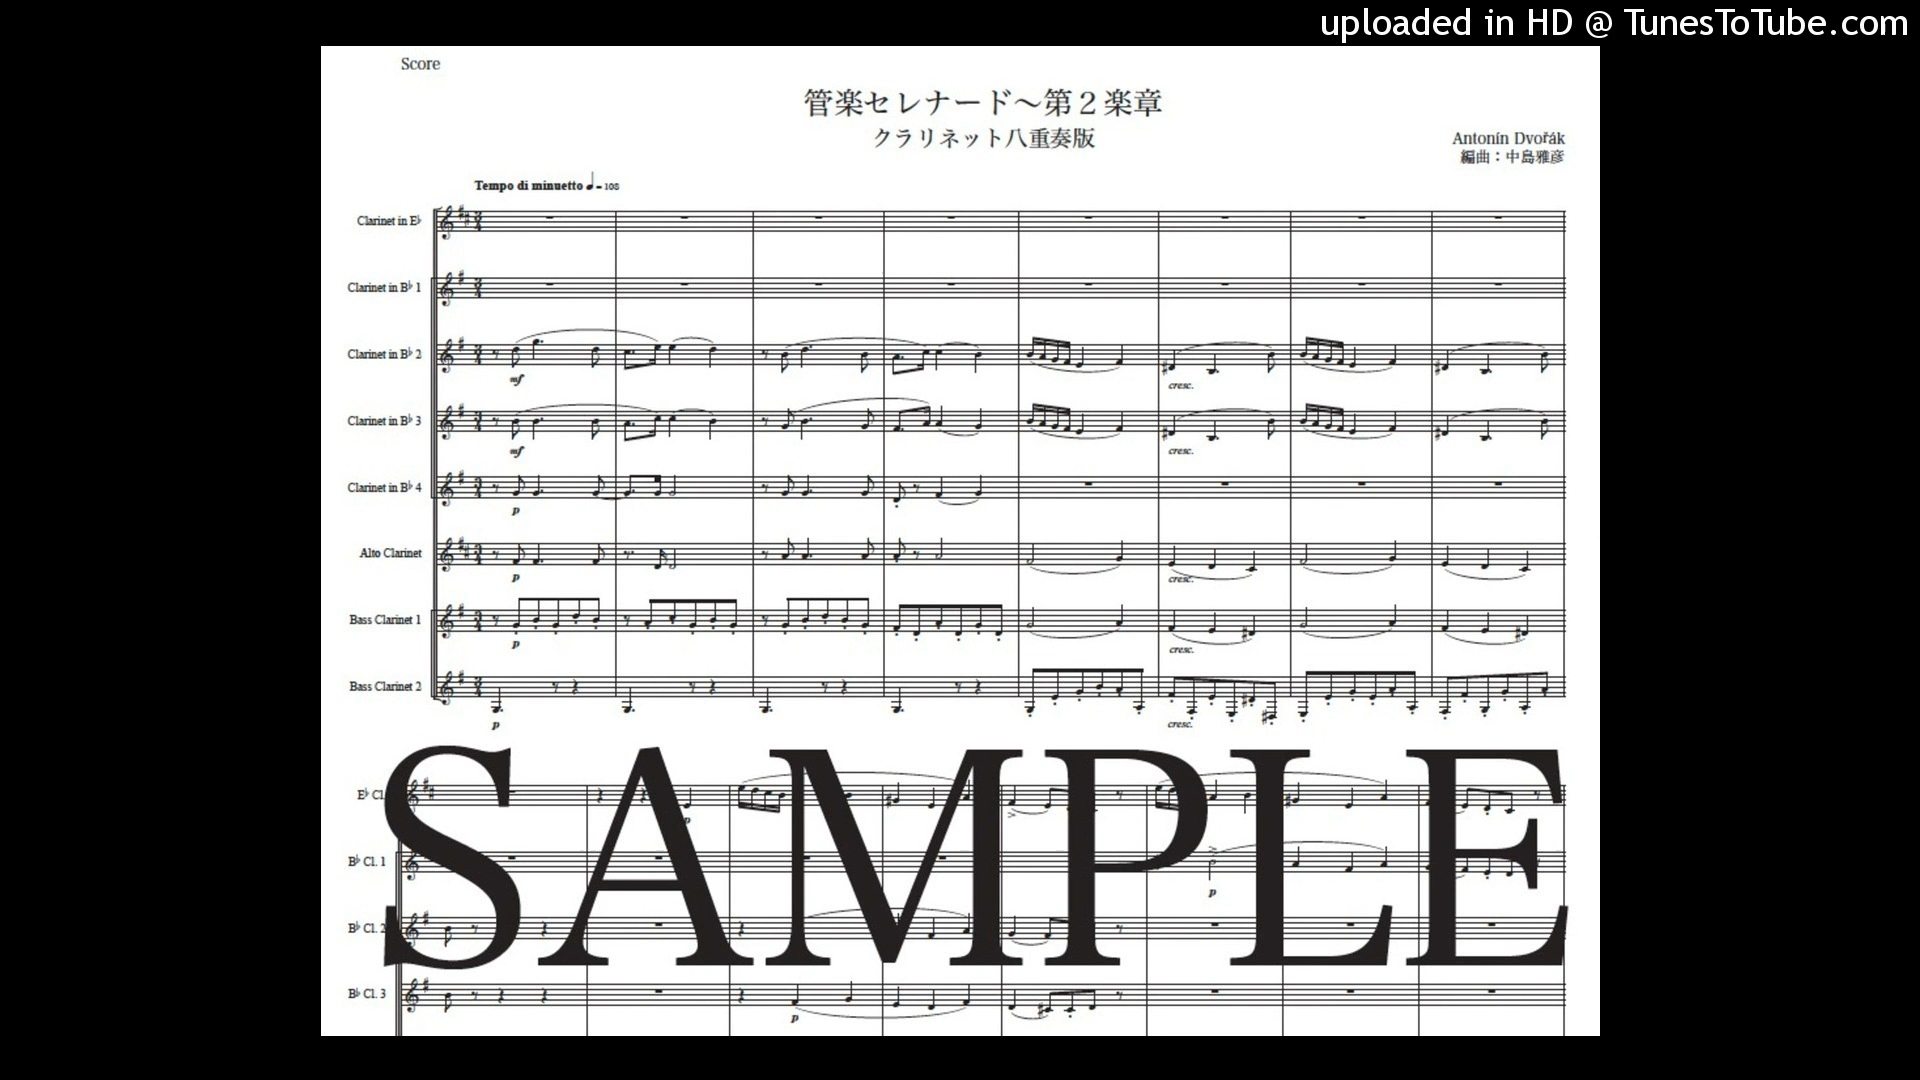 uploaded in HD @ TunesToTube.com
Score
管楽セレナード～第２楽章
クラリネット八重奏版
Antonín Dvořák
編曲：中島雅彦
Tempo di minuetto ♩= 108
Clarinet in E♭
Clarinet in B♭ 1
Clarinet in B♭ 2
mf
cresc.
Clarinet in B♭ 3
mf
cresc.
Clarinet in B♭ 4
p
Alto Clarinet
p
cresc.
Bass Clarinet 1
p
cresc.
Bass Clarinet 2
p
cresc.
SAMPLE
E♭ Cl.
p
B♭ Cl. 1
p
B♭ Cl. 2
B♭ Cl. 3
p